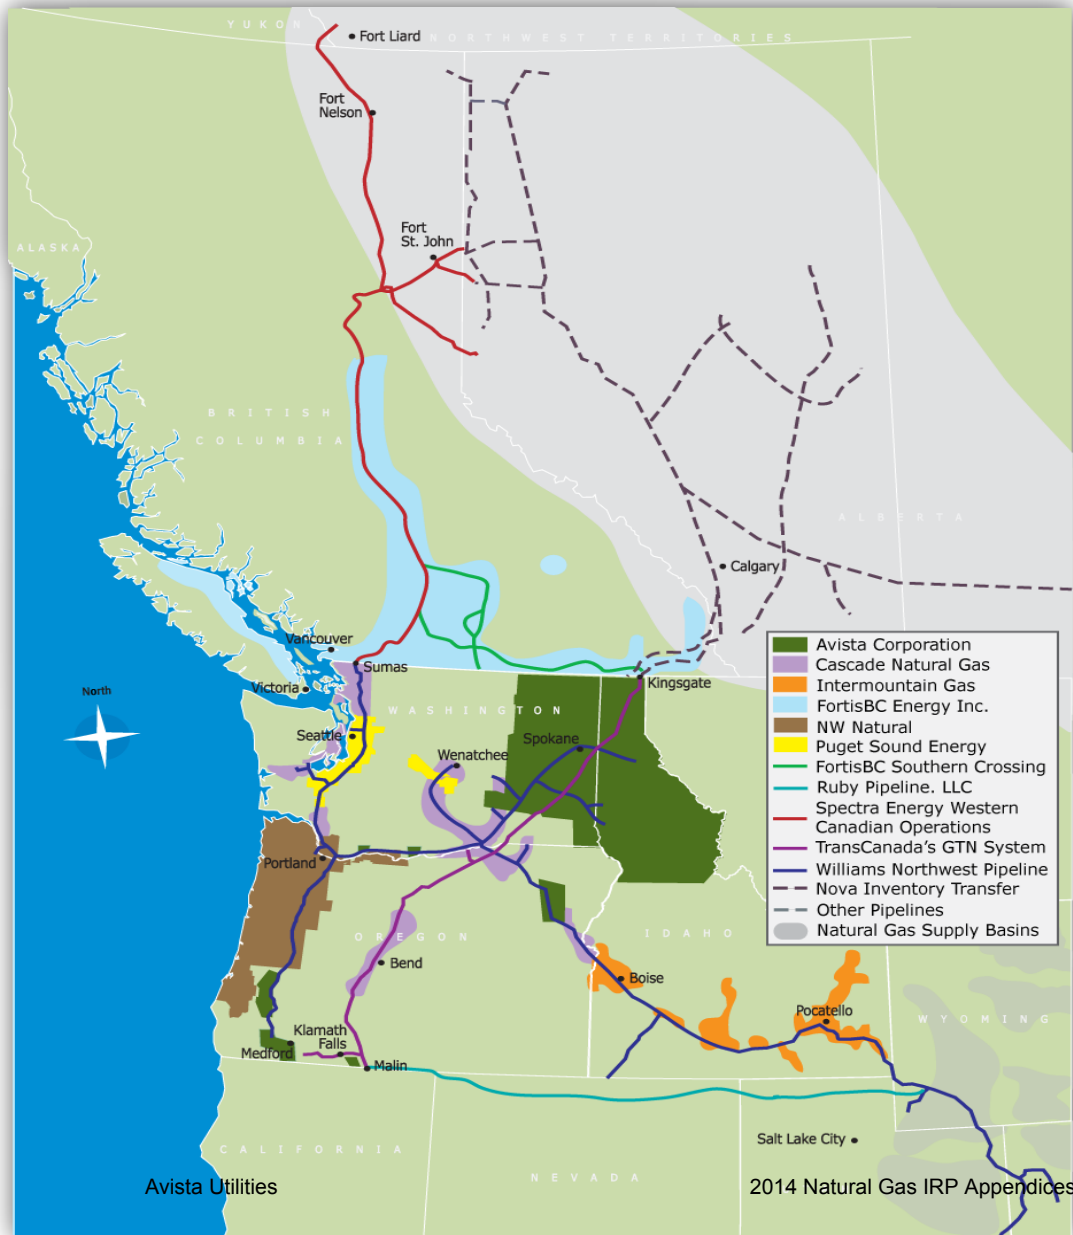 YUKON
Fort Liard
NORTHWEST TERRITORIES
Fort
Nelson
Fort
St. John
ALASKA
BRITISH
COLUMBIA
ALBERTA
Calgary
Vancouver
Sumas
Victoria
Kingsgate
North
WASHINGTON
Seattle
Spokane
Wenatchee
Portland
OREGON
IDAHO
Bend
Boise
Pocatello
WYOMING
Klamath
Falls
Medford
Malin
Salt Lake City
CALIFORNIA
NEVADA
Avista Corporation
Cascade Natural Gas
Intermountain Gas
FortisBC Energy Inc.
NW Natural
Puget Sound Energy
FortisBC Southern Crossing
Ruby Pipeline. LLC
Spectra Energy Western
Canadian Operations
TransCanada's GTN System
Williams Northwest Pipeline
Nova Inventory Transfer
Other Pipelines
Natural Gas Supply Basins
Avista Utilities
2014 Natural Gas IRP Appendices